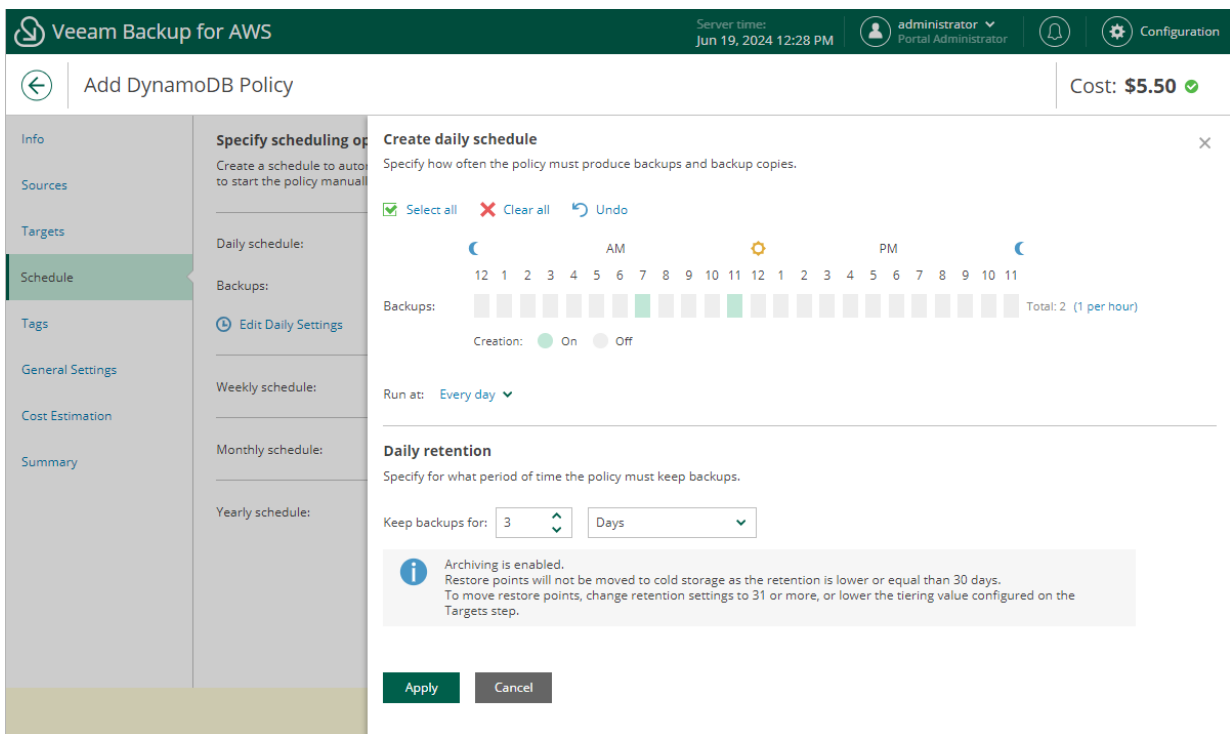 Veeam Backup for AWS
Server time:
Jun 19, 2024 12:28 PM
administrator
Portal Administrator
Configuration
Add DynamoDB Policy
Cost: $5.50
Info
Sources
Targets
Schedule
Tags
General Settings
Cost Estimation
Summary
Specify scheduling op
Create a schedule to auto
to start the policy manuall
Daily schedule:
Backups:
Edit Daily Settings
Weekly schedule:
Monthly schedule:
Yearly schedule:
Create daily schedule
Specify how often the policy must produce backups and backup copies.
Select all Clear all Undo
AM PM
12 1 2 3 4 5 6 7 8 9 10 11 12 1 2 3 4 5 6 7 8 9 10 11
Backups: Total: 2 (1 per hour)
Creation: On Off
Run at: Every day
Daily retention
Specify for what period of time the policy must keep backups.
Keep backups for: 3 Days
Archiving is enabled.
Restore points will not be moved to cold storage as the retention is lower or equal than 30 days.
To move restore points, change retention settings to 31 or more, or lower the tiering value configured on the
Targets step.
Apply Cancel